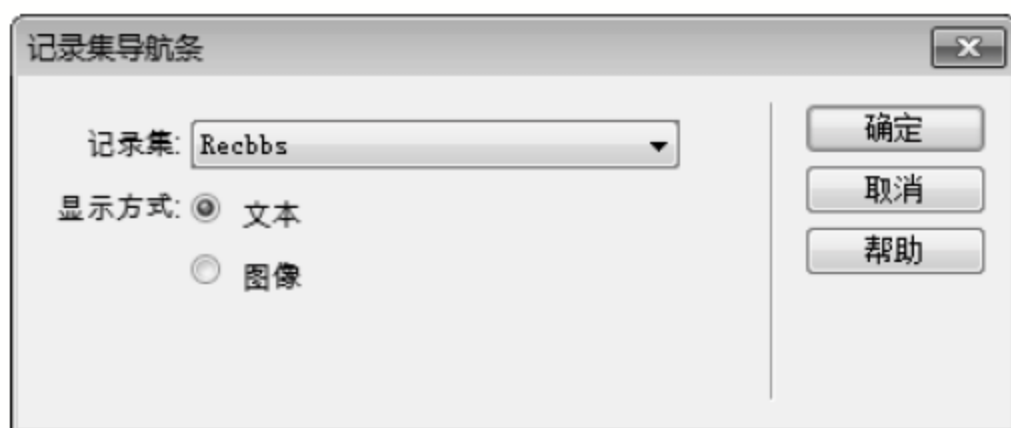 记录集导航条
记录集: Recbbs
显示方式: 文本
图像
确定
取消
帮助